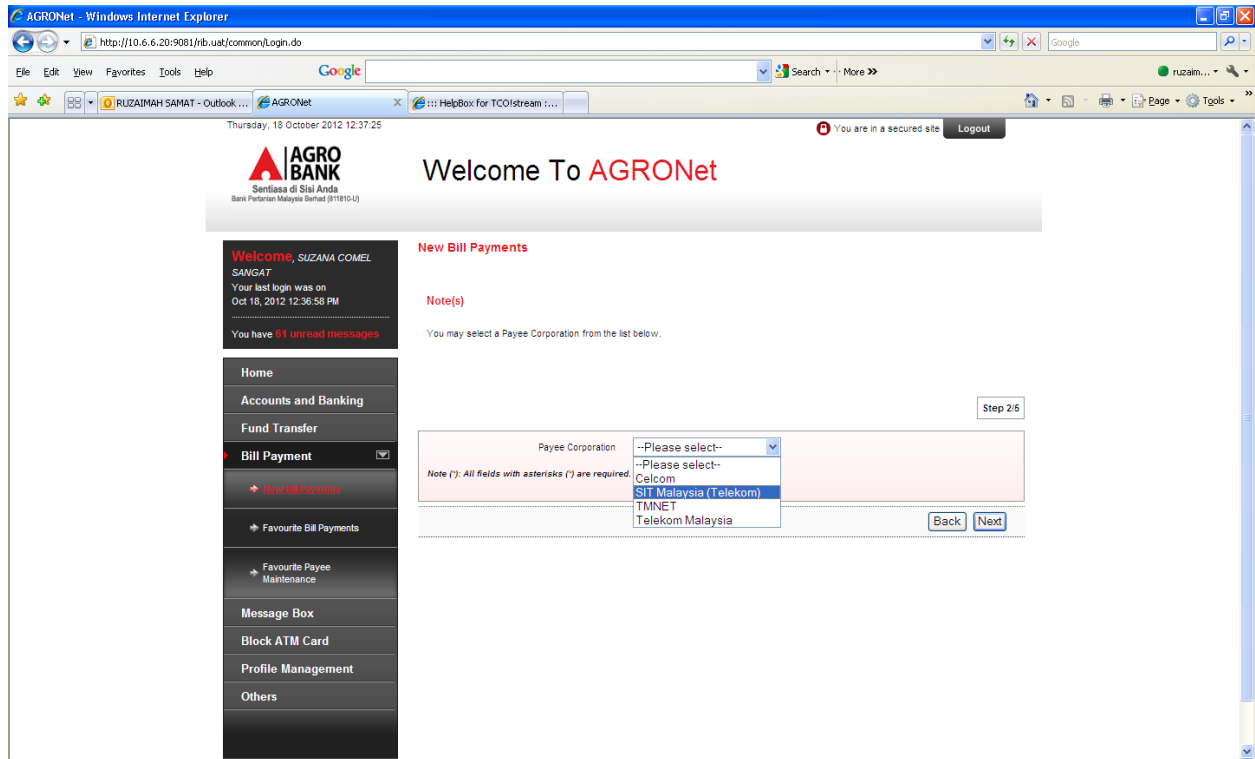 AGRONet - Windows Internet Explorer
http://10.6.6.20:9081/rib.uat/common/Login.do
Google
File Edit View Favorites Tools Help
Google
Search
More >>
ruzaim...
RUZAIMAH SAMAT - Outlook ...
AGRONet
::: HelpBox for TCO!stream :...
Page
Tools
Thursday, 18 October 2012 12:37:25
You are in a secured site
Logout
AGRO
BANK
Sentiasa di Sisi Anda
Bank Pertanian Malaysia Berhad (811810-U)
Welcome To AGRONet
Welcome, SUZANA COMEL
SANGAT
Your last login was on
Oct 18, 2012 12:36:58 PM
You have 61 unread messages
Home
Accounts and Banking
Fund Transfer
Bill Payment
New Bill Payments
Favourite Bill Payments
Favourite Payee
Maintenance
Message Box
Block ATM Card
Profile Management
Others
New Bill Payments
Note(s)
You may select a Payee Corporation from the list below.
Step 2/5
Payee Corporation
--Please select--
--Please select--
Celcom
SIT Malaysia (Telekom)
TMNET
Telekom Malaysia
Note (*): All fields with asterisks (*) are required.
Back
Next